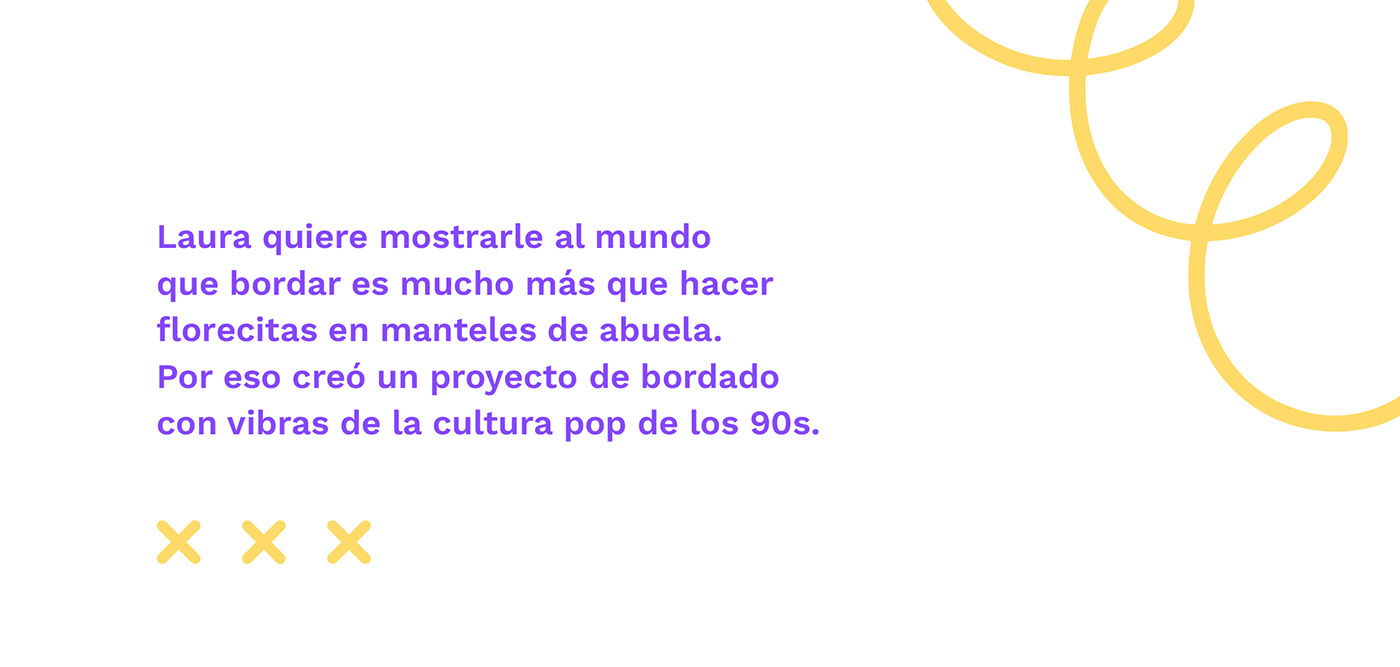 Laura quiere mostrarle al mundo
que bordar es mucho más que hacer
florecitas en manteles de abuela.
Por eso creó un proyecto de bordado
con vibras de la cultura pop de los 90s.